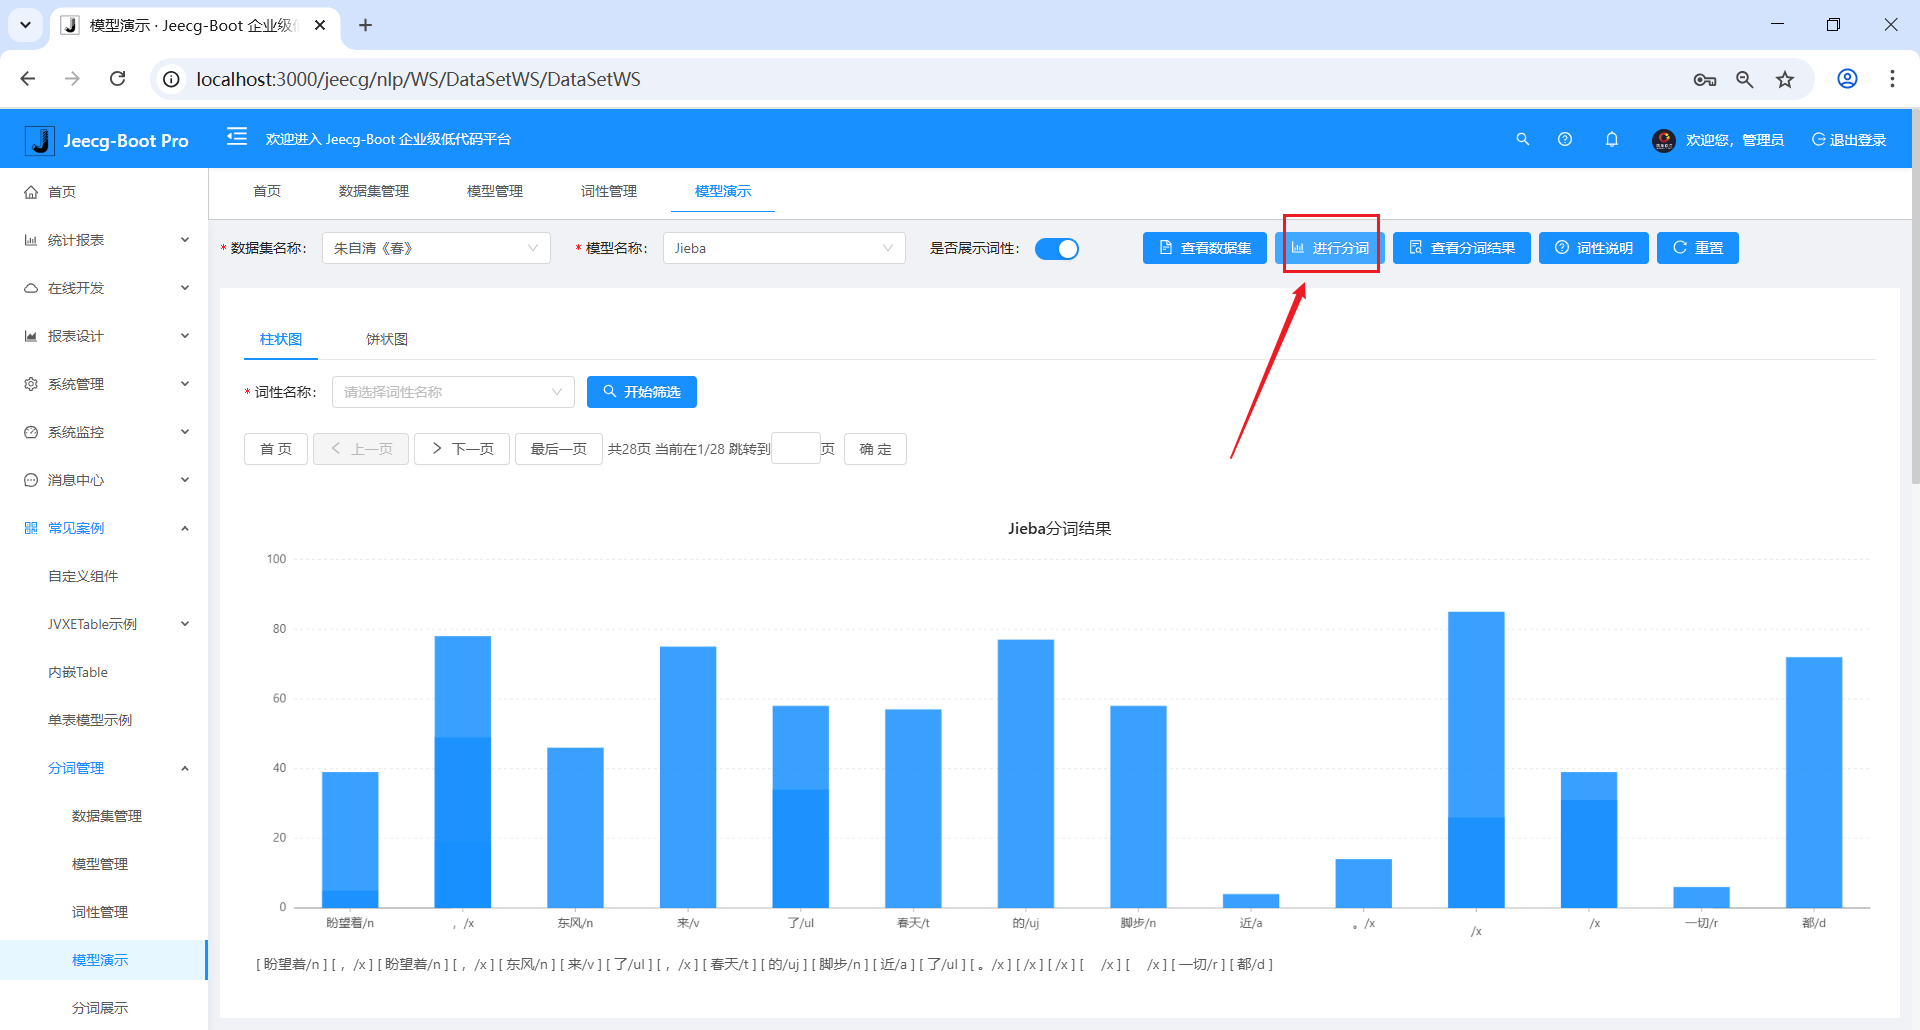 模型演示 · Jeecg-Boot 企业级
localhost:3000/jeecg/nlp/WS/DataSetWS/DataSetWS
Jeecg-Boot Pro
欢迎进入 Jeecg-Boot 企业级低代码平台
欢迎您，管理员
退出登录
首页
统计报表
在线开发
报表设计
系统管理
系统监控
消息中心
常见案例
自定义组件
JVXETable示例
内嵌Table
单表模型示例
分词管理
数据集管理
模型管理
词性管理
模型演示
分词展示
首页 数据集管理 模型管理 词性管理 模型演示
* 数据集名称： 朱自清《春》 * 模型名称： Jieba 是否展示词性： 查看数据集 进行分词 查看分词结果 词性说明 重置
柱状图 饼状图
* 词性名称： 请选择词性名称 开始筛选
首 页 上一页 下一页 最后一页 共28页 当前在1/28 跳转到 页 确 定
Jieba分词结果
100
80
60
40
20
0
盼望着/n ，/x 东风/n 来/v 了/ul 春天/t 的/uj 脚步/n 近/a 。/x /x /x 一切/r 都/d
[ 盼望着/n ] [ ，/x ] [ 盼望着/n ] [ ，/x ] [ 东风/n ] [ 来/v ] [ 了/ul ] [ ，/x ] [ 春天/t ] [ 的/uj ] [ 脚步/n ] [ 近/a ] [ 了/ul ] [ 。/x ] [ /x ] [ /x ] [ 　/x ] [ 　/x ] [ 一切/r ] [ 都/d ]